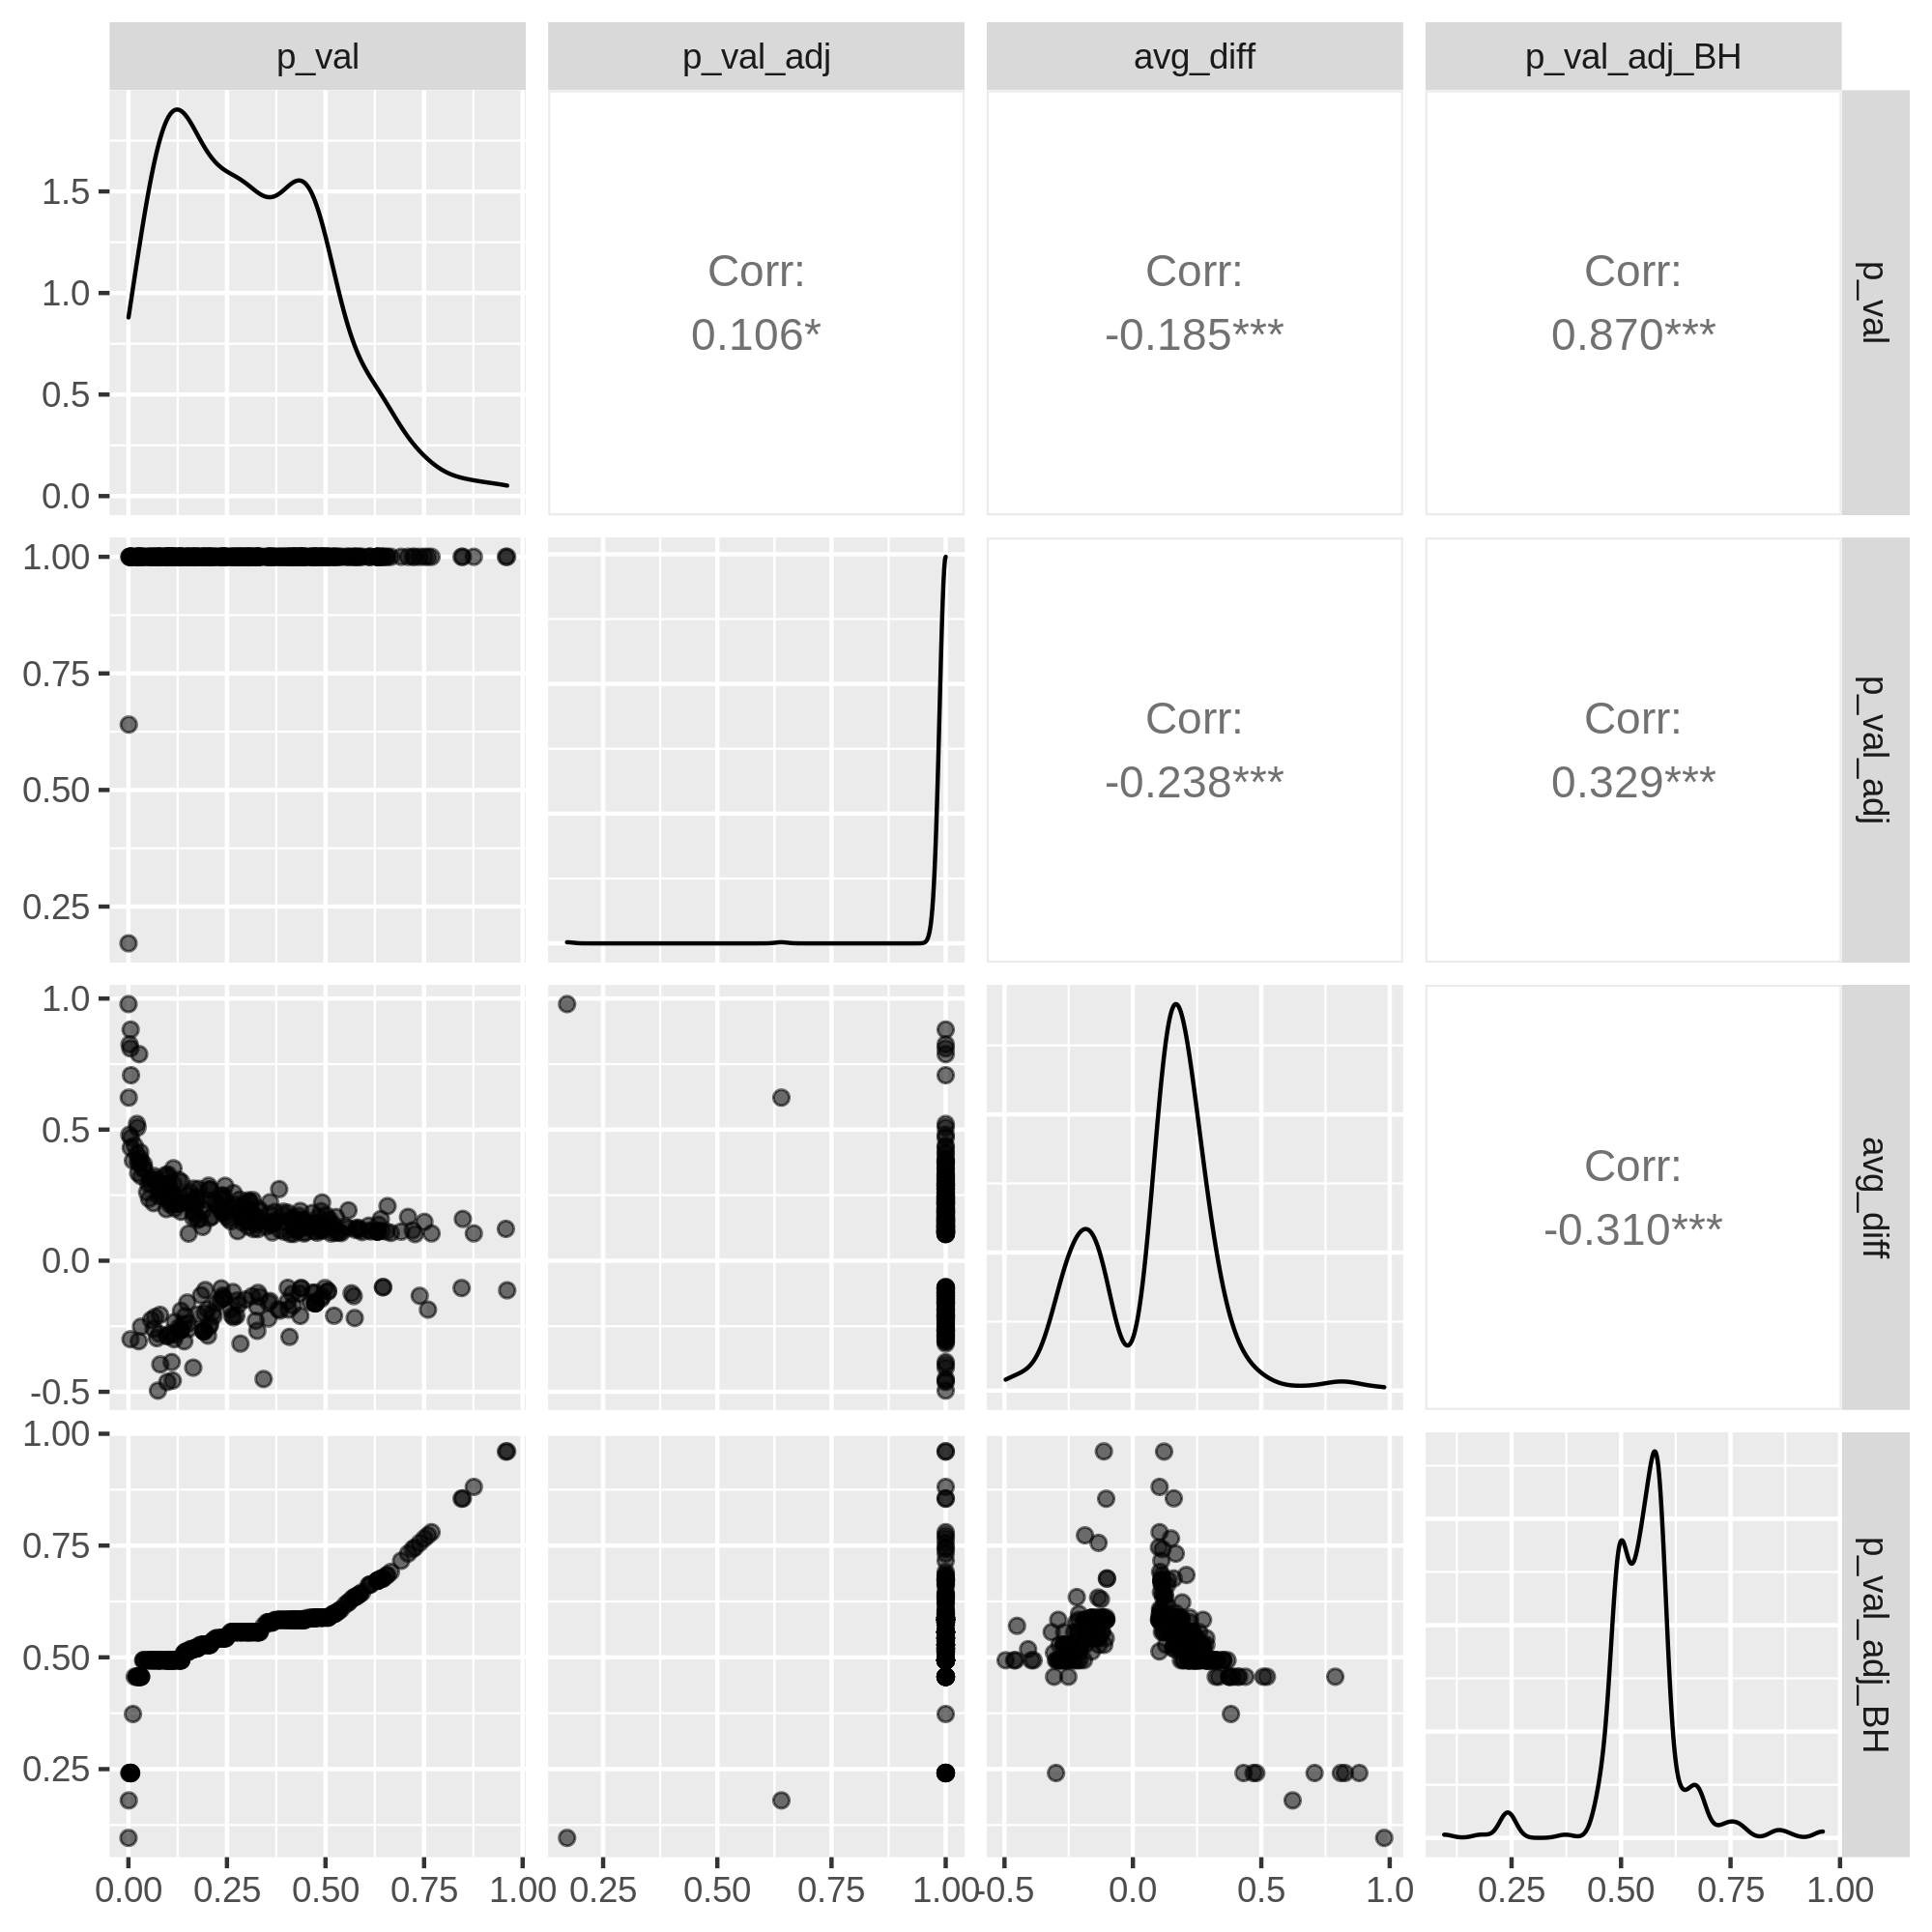 p_val p_val_adj avg_diff p_val_adj_BH
1.5
1.0
0.5
0.0
Corr:
0.106*
Corr:
-0.185***
Corr:
0.870***
p_val
1.00
0.75
0.50
0.25
Corr:
-0.238***
Corr:
0.329***
p_val_adj
1.0
0.5
0.0
-0.5
Corr:
-0.310***
avg_diff
1.00
0.75
0.50
0.25
p_val_adj_BH
0.00 0.25 0.50 0.75 1.00 0.25 0.50 0.75 1.00 -0.5 0.0 0.5 1.0 0.25 0.50 0.75 1.00